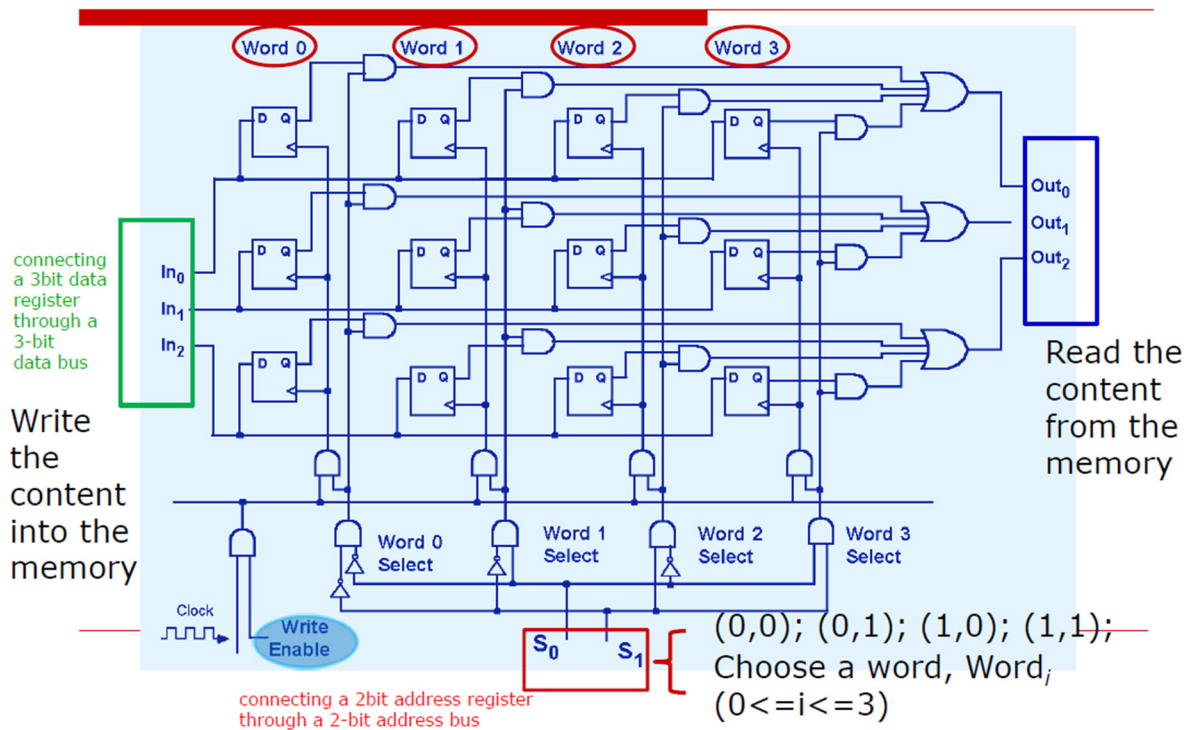 Word 0
Word 1
Word 2
Word 3
D Q
D Q
D Q
D Q
D Q
D Q
D Q
D Q
D Q
D Q
D Q
D Q
connecting
a 3bit data
register
through a
3-bit
data bus
In0
In1
In2
Out0
Out1
Out2
Write
the
content
into the
memory
Read the
content
from the
memory
Word 0
Select
Word 1
Select
Word 2
Select
Word 3
Select
Clock
Write
Enable
S0
S1
(0,0); (0,1); (1,0); (1,1);
Choose a word, Wordi
(0<=i<=3)
connecting a 2bit address register
through a 2-bit address bus